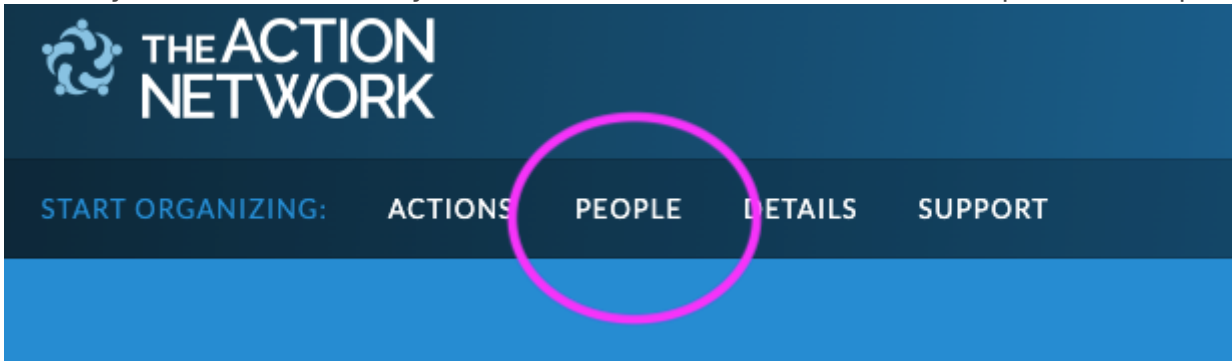 THE ACTION
NETWORK
START ORGANIZING: ACTIONS PEOPLE DETAILS SUPPORT